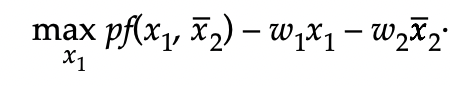 max pf(x₁, x̄₂) – w₁x₁ – w₂x̄₂.
x₁